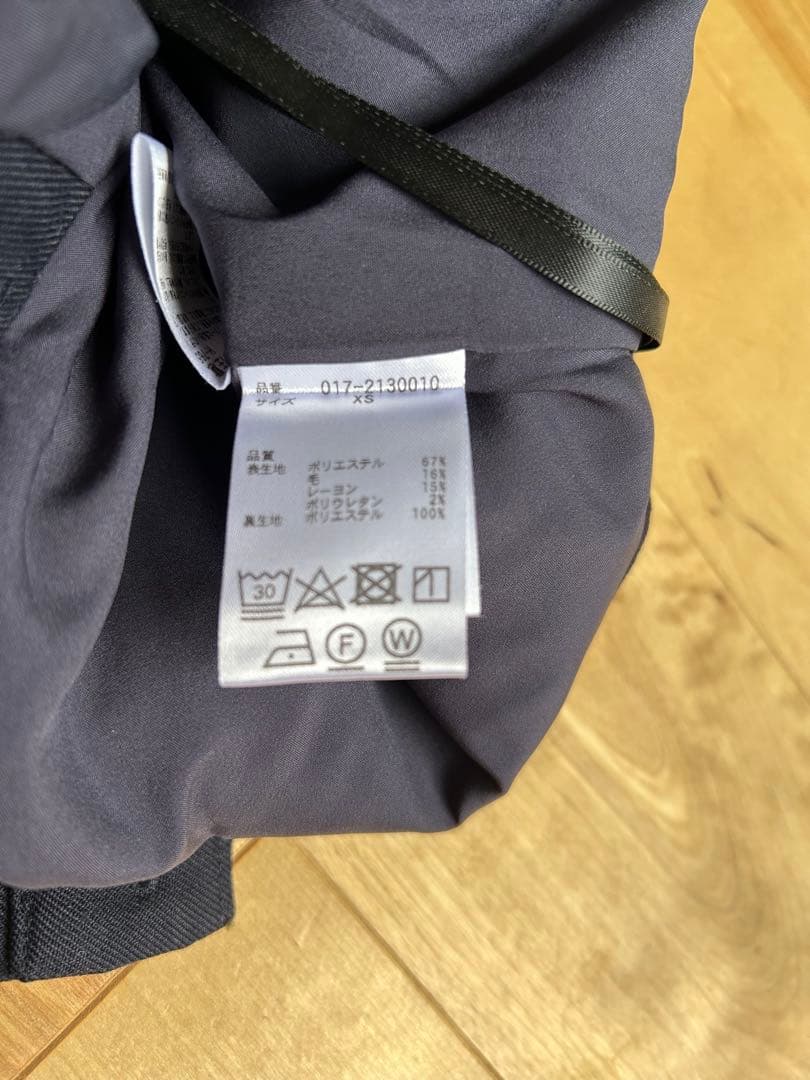 品番 017-2130010
サイズ XS
品質
表生地 ポリエステル 67%
毛 16%
レーヨン 15%
ポリウレタン 2%
裏生地 ポリエステル 100%
30
F W